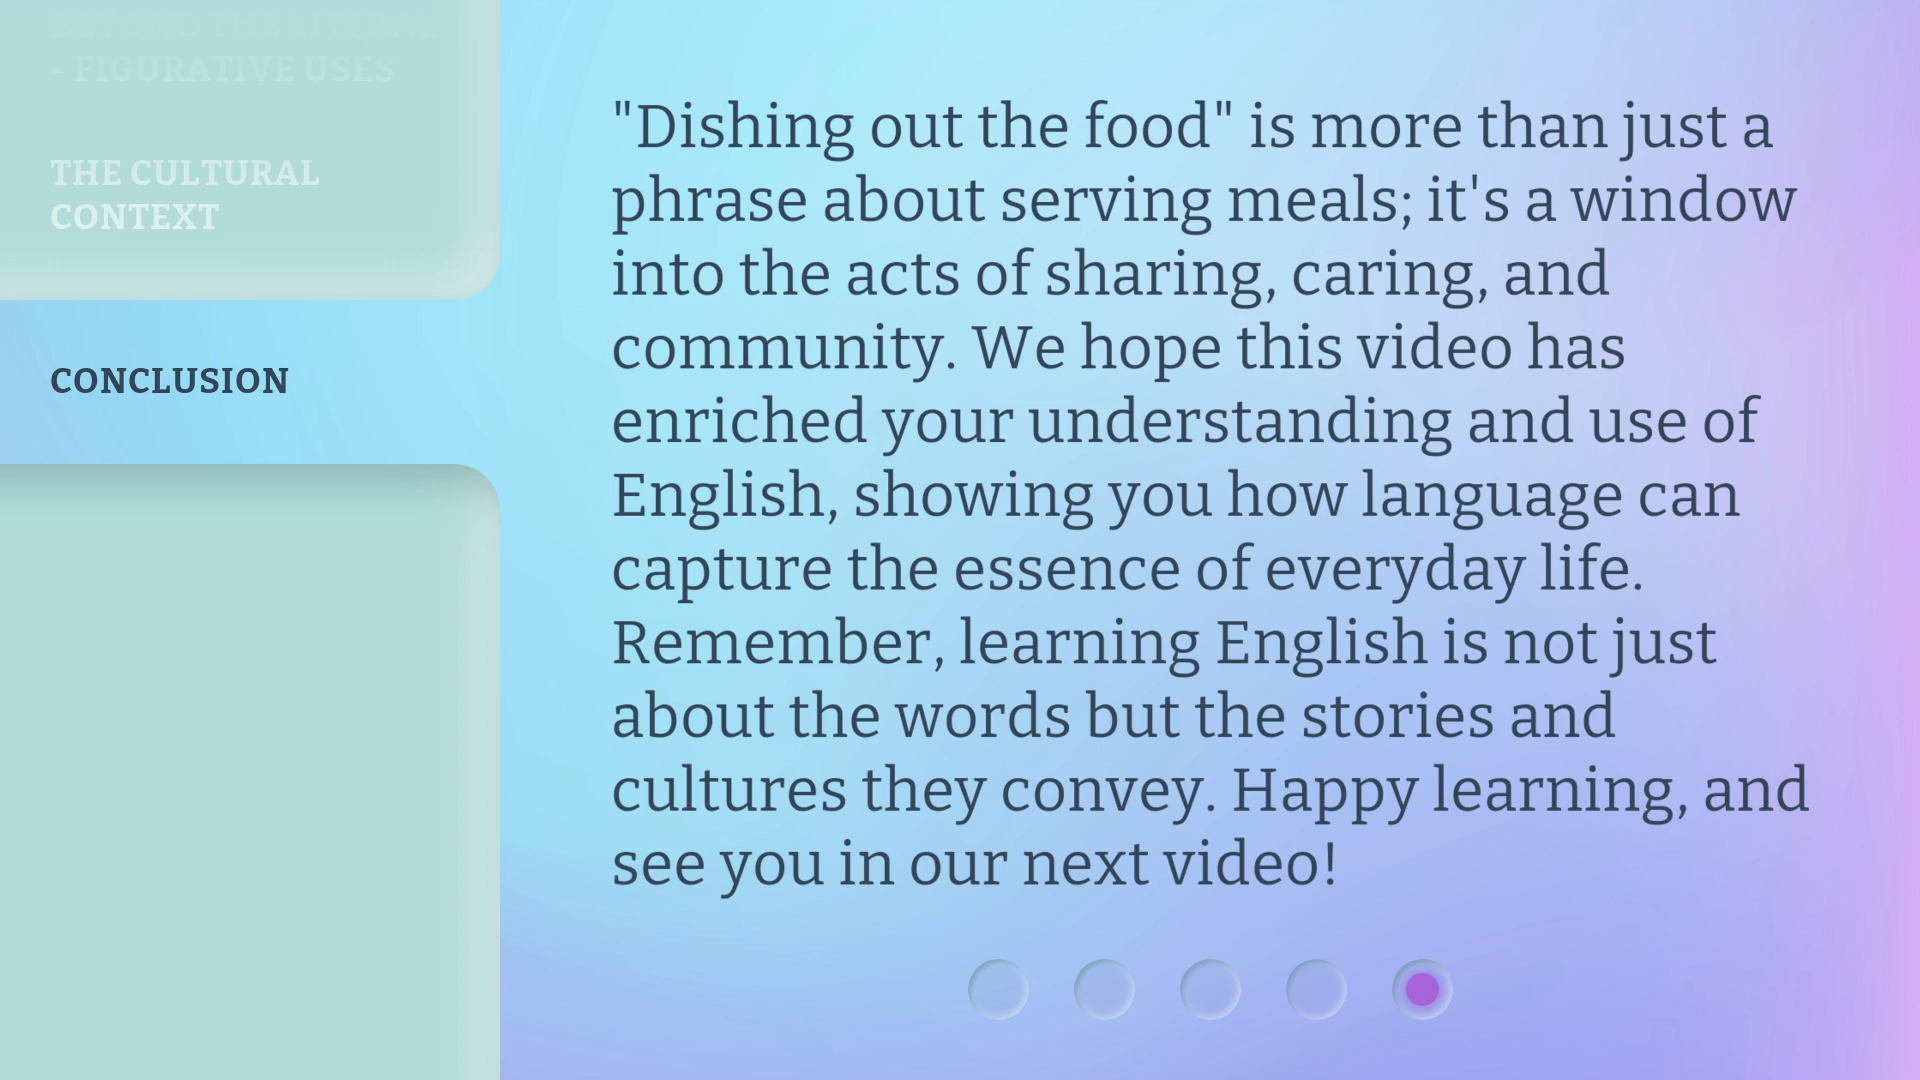 BEYOND THE LITERAL
- FIGURATIVE USES
THE CULTURAL
CONTEXT
CONCLUSION
"Dishing out the food" is more than just a
phrase about serving meals; it's a window
into the acts of sharing, caring, and
community. We hope this video has
enriched your understanding and use of
English, showing you how language can
capture the essence of everyday life.
Remember, learning English is not just
about the words but the stories and
cultures they convey. Happy learning, and
see you in our next video!